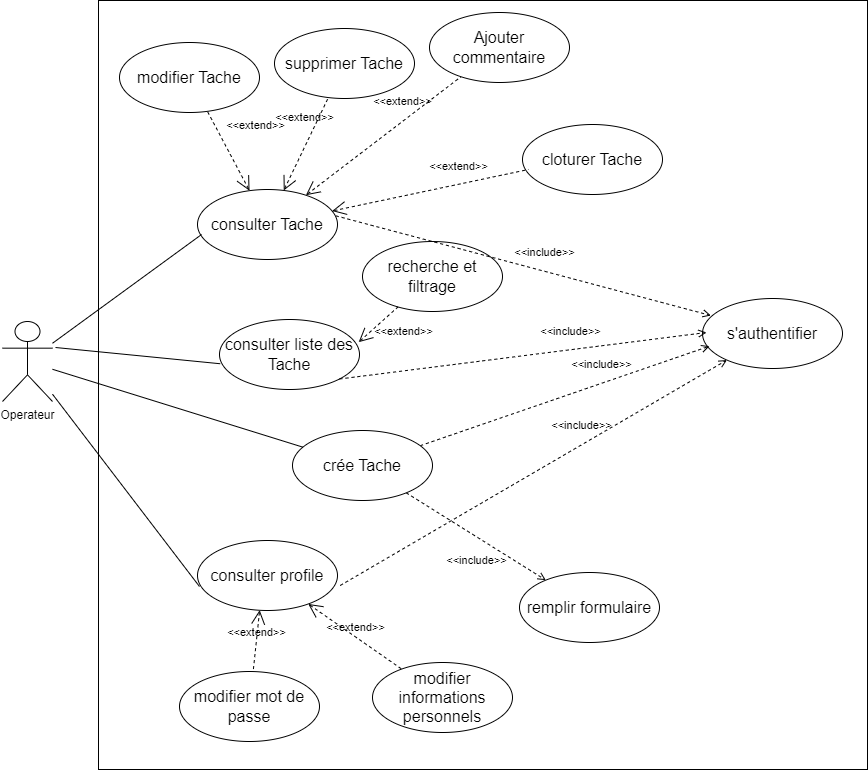 Ajouter
commentaire
supprimer Tache
modifier Tache
<<extend>>
<<extend>>
<<extend>>
cloturer Tache
<<extend>>
consulter Tache
<<include>>
recherche et
filtrage
<<extend>>
<<include>>
s'authentifier
consulter liste des
Tache
<<include>>
Operateur
<<include>>
crée Tache
<<include>>
consulter profile
remplir formulaire
<<extend>>
<<extend>>
modifier mot de
passe
modifier
informations
personnels